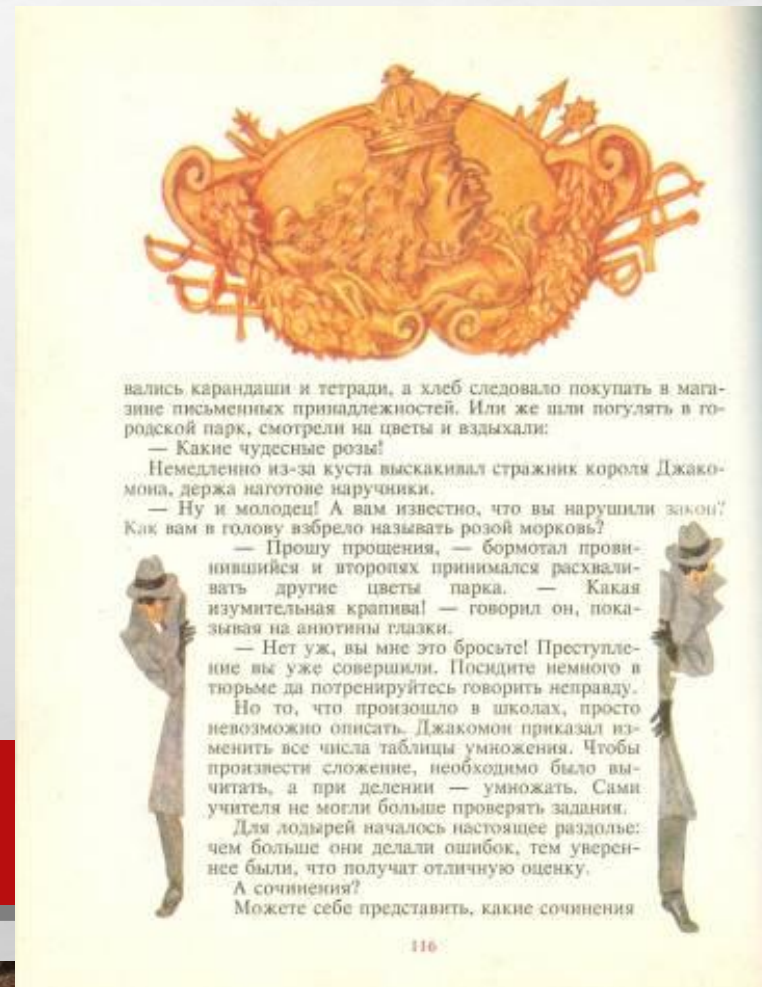 вались карандаши и тетради, а хлеб следовало покупать в мага-
зине письменных принадлежностей. Или же шли погулять в го-
родской парк, смотрели на цветы и вздыхали:
— Какие чудесные розы!
Немедленно из-за куста выскакивал стражник короля Джако-
мона, держа наготове наручники.
— Ну и молодец! А вам известно, что вы нарушили закон?
Как вам в голову взбрело называть розой морковь?
— Прошу прощения, — бормотал прови-
нившийся и второпях принимался расхвали-
вать другие цветы парка. — Какая
изумительная крапива! — говорил он, пока-
зывая на анютины глазки.
— Нет уж, вы мне это бросьте! Преступле-
ние вы уже совершили. Посидите немного в
тюрьме да потренируйтесь говорить неправду.
Но то, что произошло в школах, просто
невозможно описать. Джакомон приказал из-
менить все числа таблицы умножения. Чтобы
произвести сложение, необходимо было вы-
читать, а при делении — умножать. Сами
учителя не могли больше проверять задания.
Для лодырей началось настоящее раздолье:
чем больше они делали ошибок, тем уверен-
нее были, что получат отличную оценку.
А сочинения?
Можете себе представить, какие сочинения
116